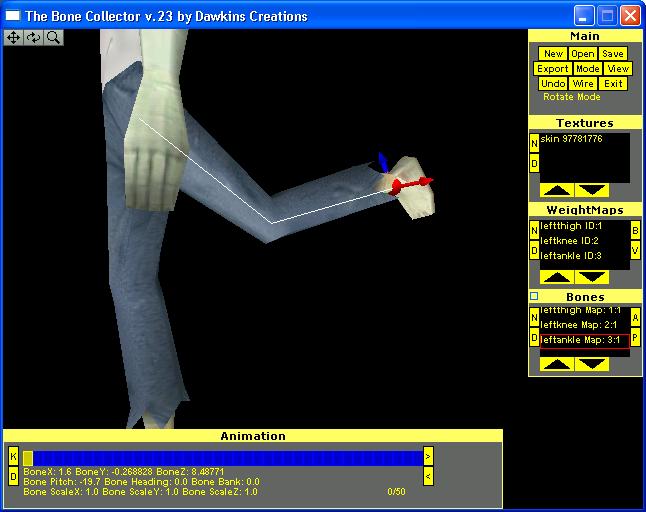 The Bone Collector v.23 by Dawkins Creations
Main
New Open Save
Export Mode View
Undo Wire Exit
Rotate Mode
Textures
N
skin 97781776
D
WeightMaps
N
leftthigh ID:1
B
leftknee ID:2
D
leftankle ID:3
V
Bones
N
leftthigh Map: 1:1
A
leftknee Map: 2:1
D
leftankle Map: 3:1
P
Animation
K
>
D
BoneX: 1.6 BoneY: -0.268828 BoneZ: 8.48771
<
Bone Pitch: -19.7 Bone Heading: 0.0 Bone Bank: 0.0
Bone ScaleX: 1.0 Bone ScaleY: 1.0 Bone ScaleZ: 1.0
0/50